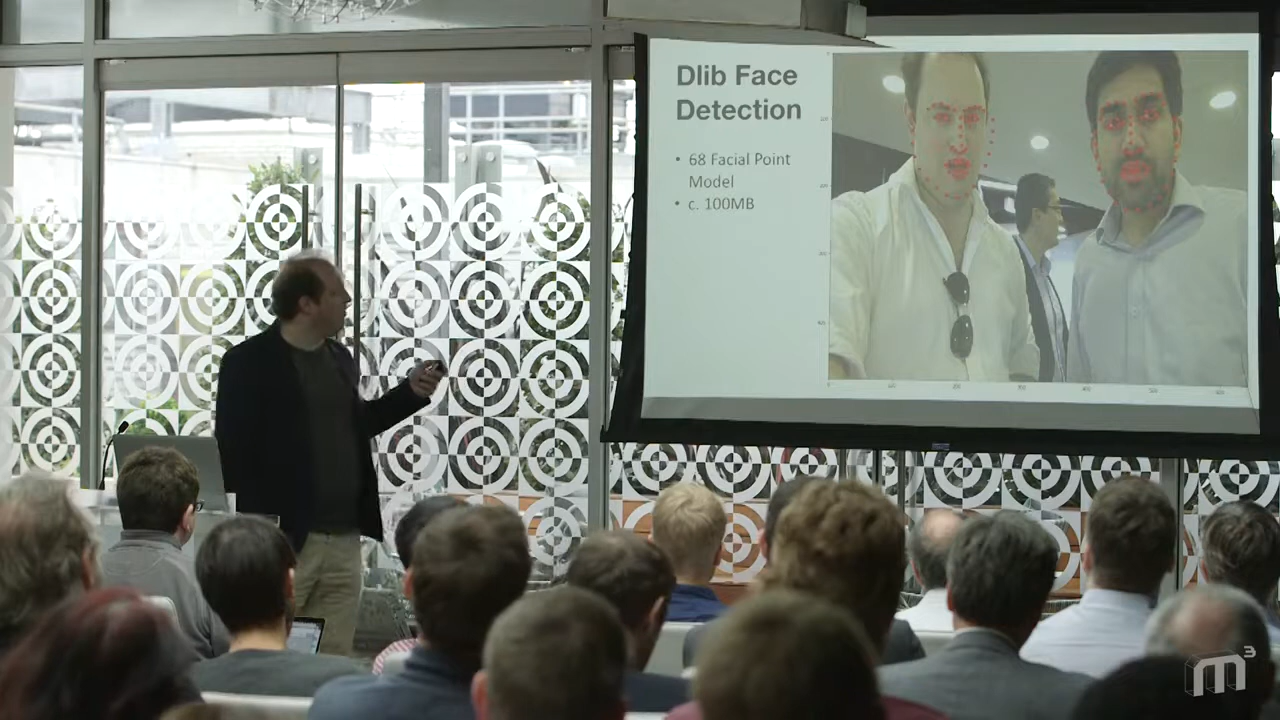 Dlib Face
Detection
• 68 Facial Point
Model
• c. 100MB
m3